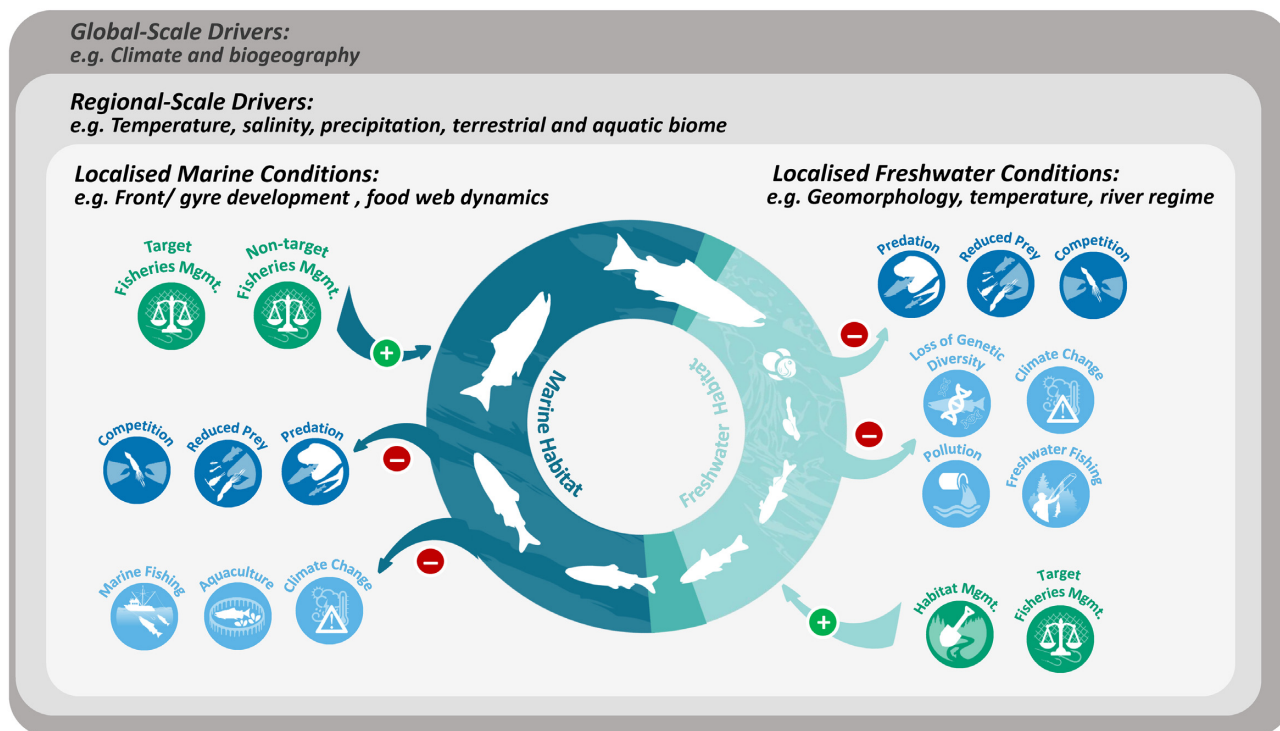 Global-Scale Drivers:
e.g. Climate and biogeography
Regional-Scale Drivers:
e.g. Temperature, salinity, precipitation, terrestrial and aquatic biome
Localised Marine Conditions:
e.g. Front/ gyre development , food web dynamics
Localised Freshwater Conditions:
e.g. Geomorphology, temperature, river regime
Target
Fisheries Mgmt.
Non-target
Fisheries Mgmt.
+
Competition
Reduced Prey
Predation
−
Marine Fishing
Aquaculture
Climate Change
−
Marine Habitat
Freshwater Habitat
Predation
Reduced Prey
Competition
−
Loss of Genetic
Diversity
Climate Change
−
Pollution
Freshwater Fishing
+
Habitat Mgmt.
Target
Fisheries Mgmt.